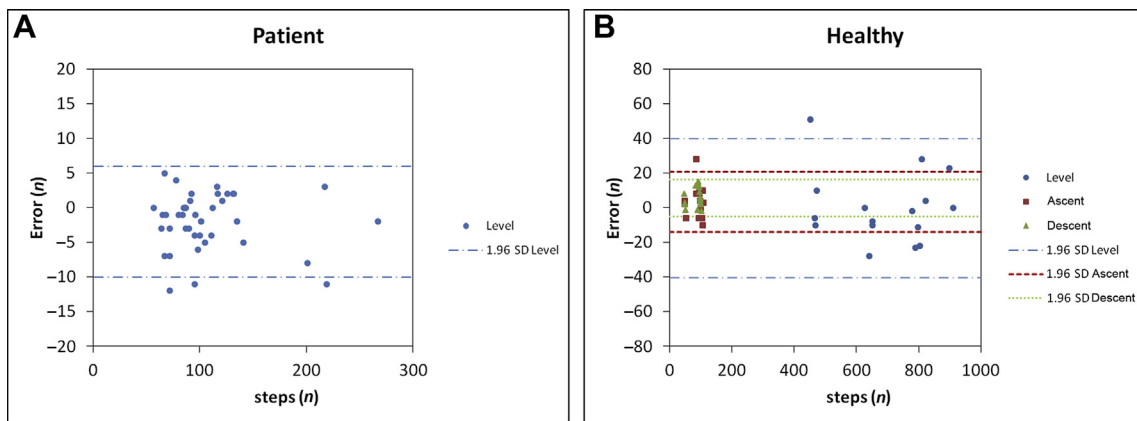 A
Patient
20
15
10
5
0
–5
–10
–15
–20
Error (n)
0 100 200 300
steps (n)
Level
1.96 SD Level
B
Healthy
80
60
40
20
0
–20
–40
–60
–80
Error (n)
0 200 400 600 800 1000
steps (n)
Level
Ascent
Descent
1.96 SD Level
1.96 SD Ascent
1.96 SD Descent